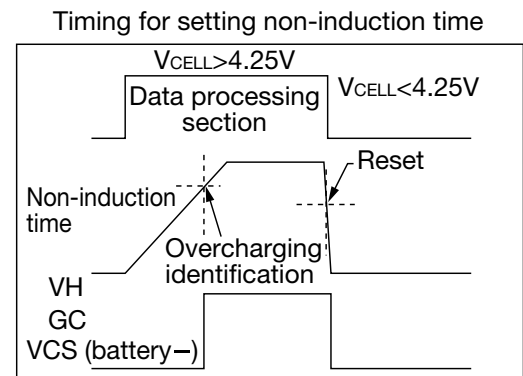 Timing for setting non-induction time
VCELL>4.25V
VCELL<4.25V
Data processing
section
Reset
Non-induction
time
Overcharging
identification
VH
GC
VCS (battery−)